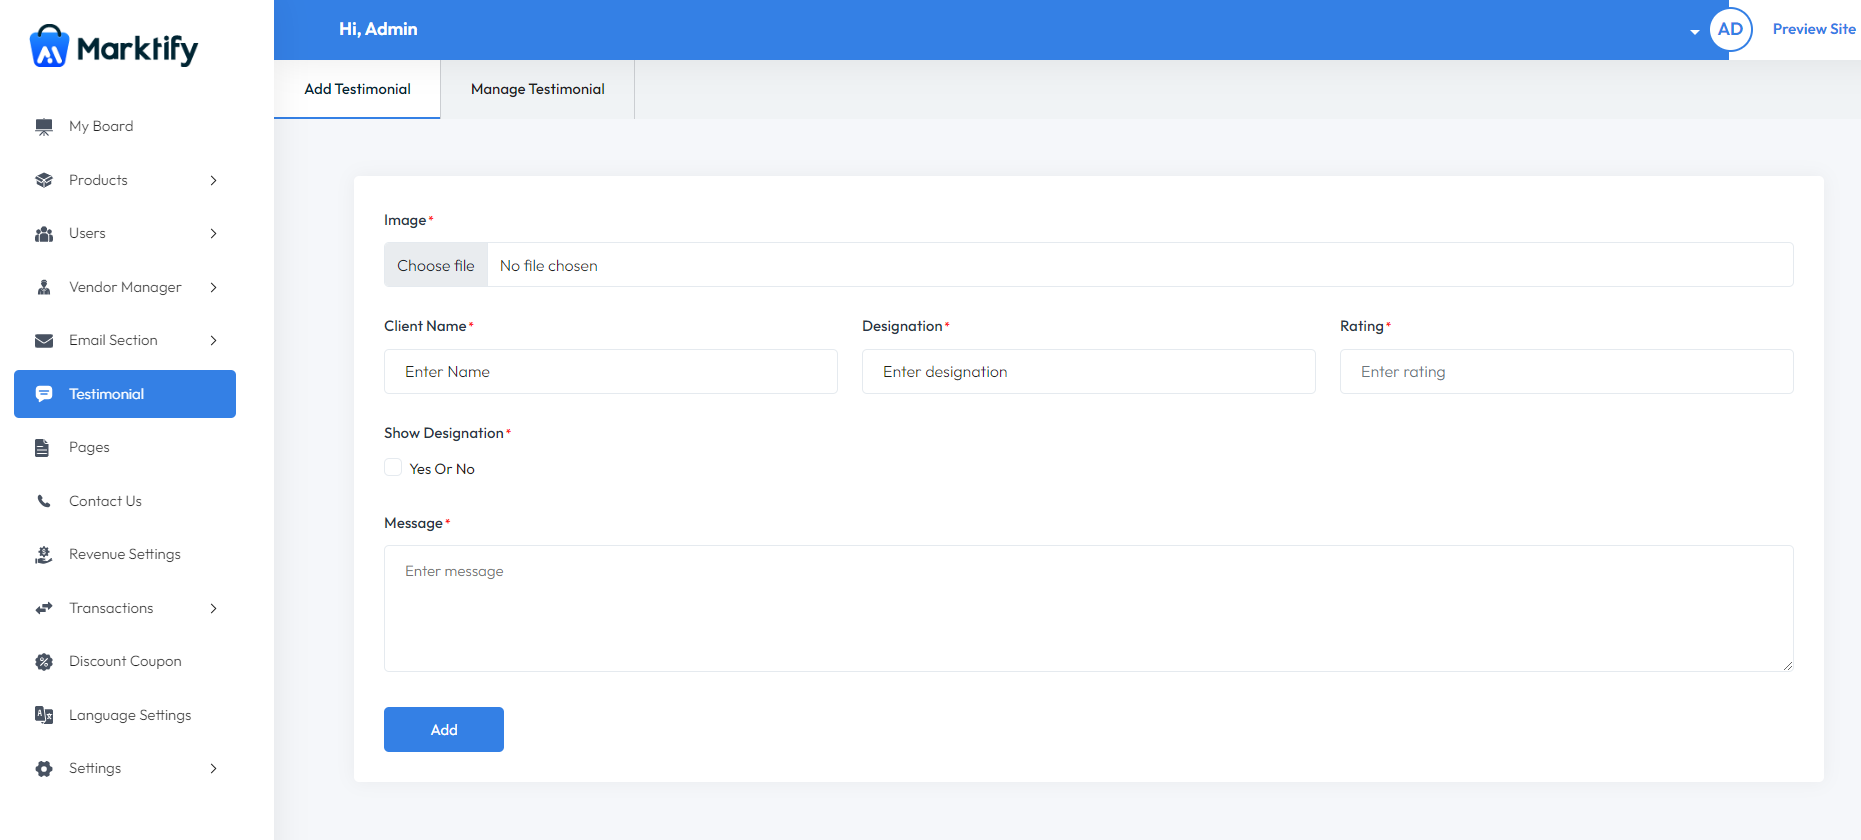 Marktify
Hi, Admin
AD
Preview Site
Add Testimonial
Manage Testimonial
My Board
Products
Users
Vendor Manager
Email Section
Testimonial
Pages
Contact Us
Revenue Settings
Transactions
Discount Coupon
Language Settings
Settings
Image*
Choose file No file chosen
Client Name* Designation* Rating*
Enter Name Enter designation Enter rating
Show Designation*
Yes Or No
Message*
Enter message
Add